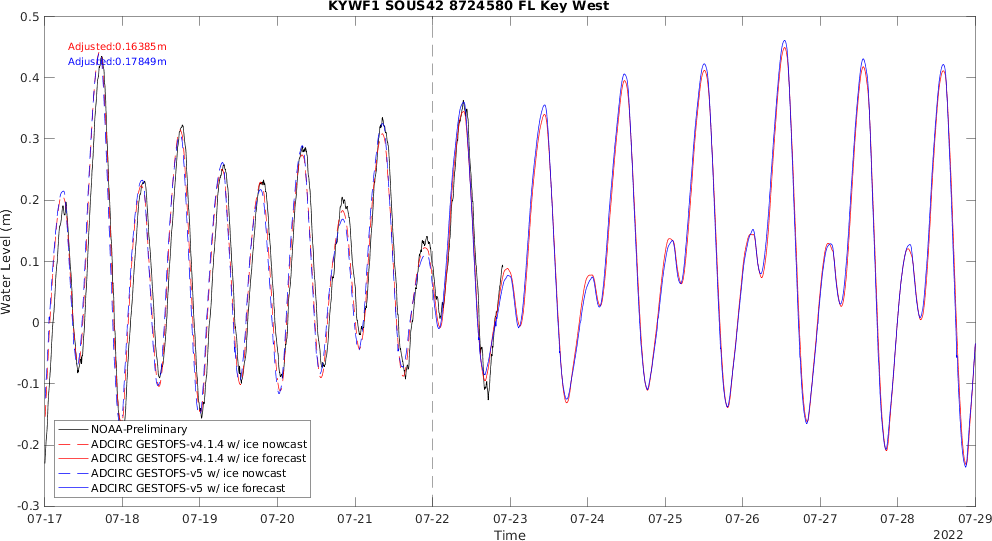 KYWF1 SOUS42 8724580 FL Key West
Adjusted:0.16385m
Adjusted:0.17849m
0.5
0.4
0.3
0.2
0.1
0
-0.1
-0.2
-0.3
Water Level (m)
NOAA-Preliminary
ADCIRC GESTOFS-v4.1.4 w/ ice nowcast
ADCIRC GESTOFS-v4.1.4 w/ ice forecast
ADCIRC GESTOFS-v5 w/ ice nowcast
ADCIRC GESTOFS-v5 w/ ice forecast
07-17 07-18 07-19 07-20 07-21 07-22 07-23 07-24 07-25 07-26 07-27 07-28 07-29
Time
2022